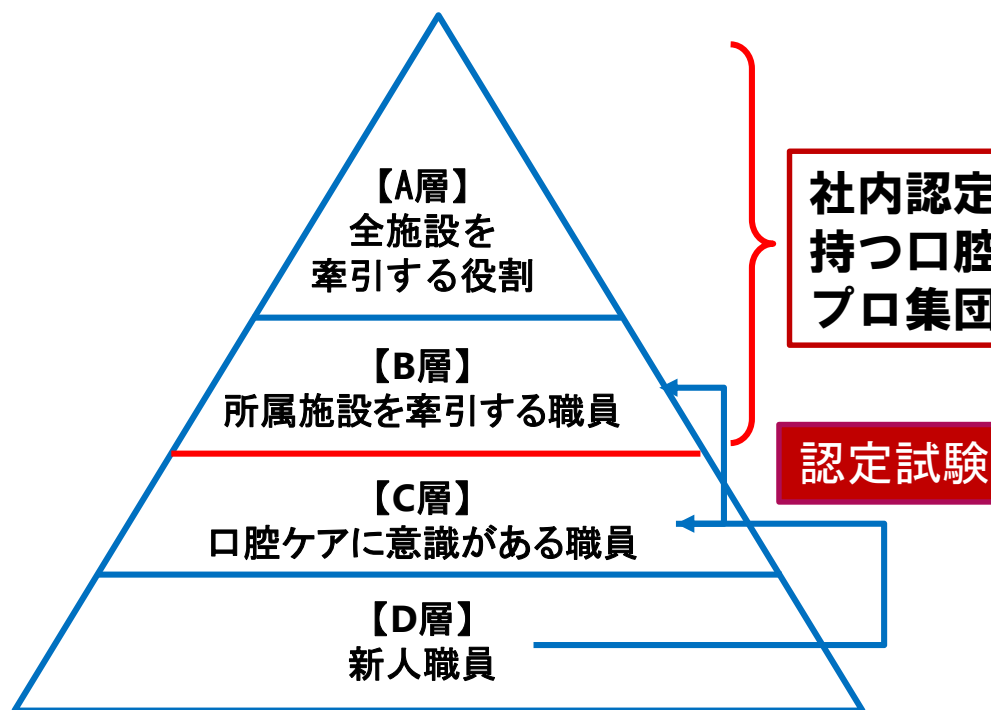 【A層】
全施設を
牽引する役割
社内認定
持つ口腔
プロ集団
【B層】
所属施設を牽引する職員
認定試験
【C層】
口腔ケアに意識がある職員
【D層】
新人職員